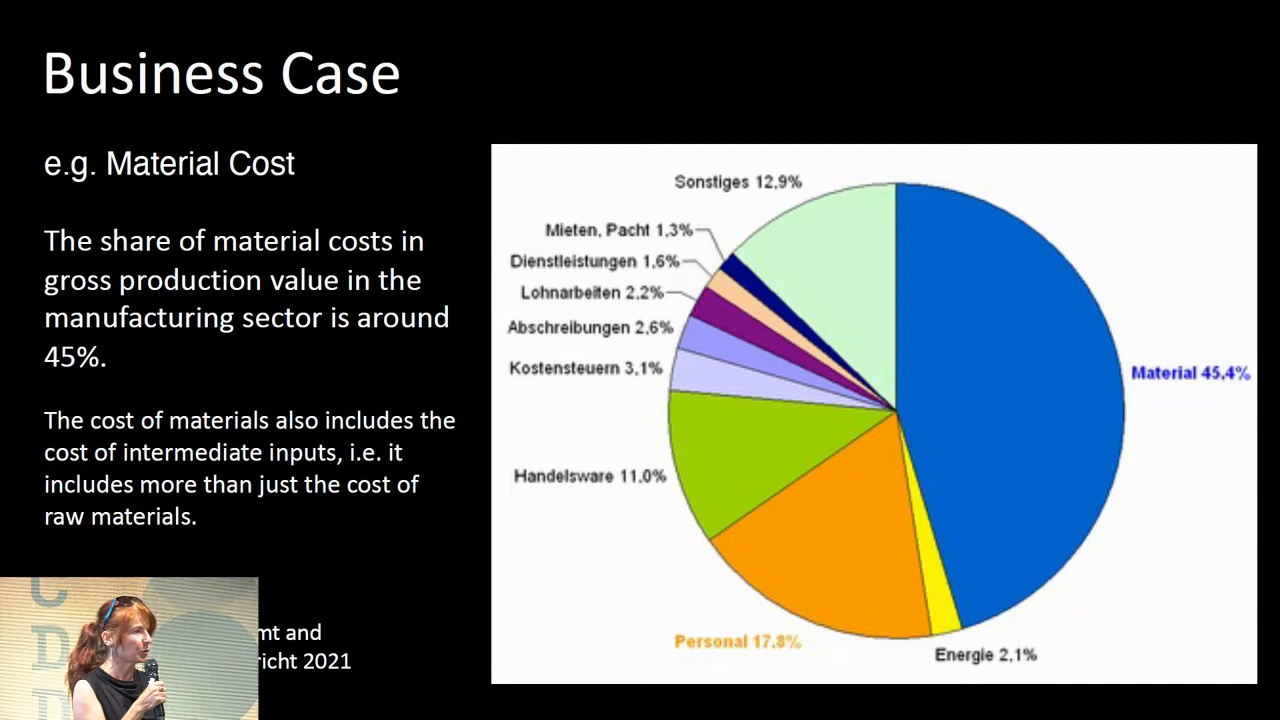 Business Case
e.g. Material Cost
The share of material costs in
gross production value in the
manufacturing sector is around
45%.
The cost of materials also includes the
cost of intermediate inputs, i.e. it
includes more than just the cost of
raw materials.
mt and
richt 2021
Sonstiges 12,9%
Mieten, Pacht 1,3%
Dienstleistungen 1,6%
Lohnarbeiten 2,2%
Abschreibungen 2,6%
Kostensteuern 3,1%
Handelsware 11,0%
Personal 17,8%
Energie 2,1%
Material 45,4%
C
D